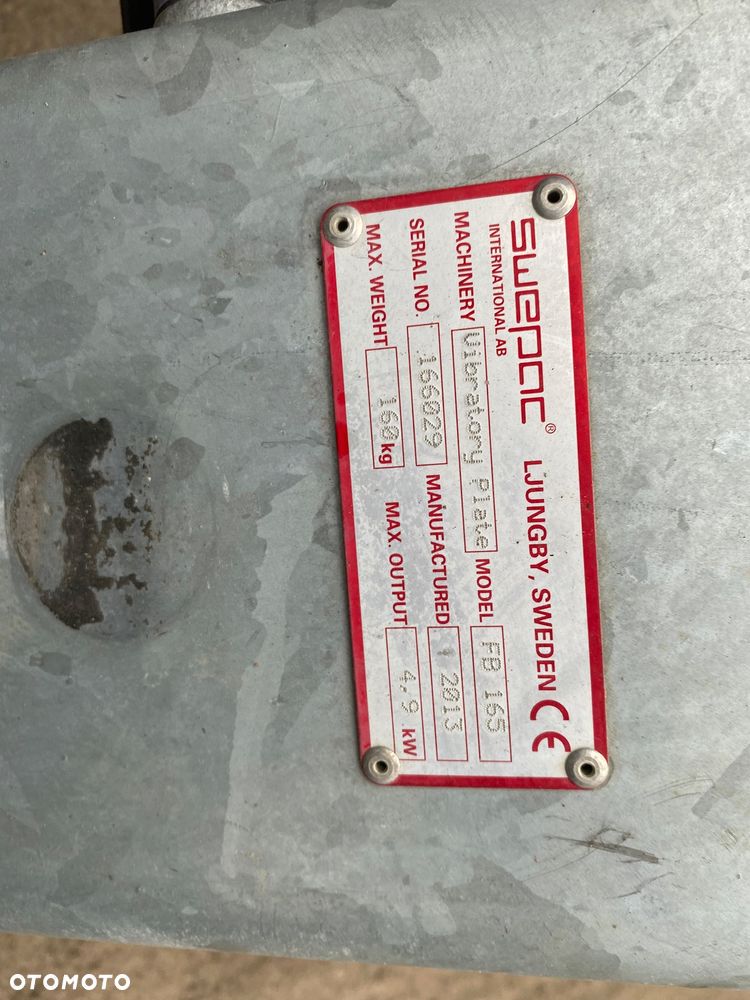 swepac® LJUNGBY, SWEDEN CE
INTERNATIONAL AB
MACHINERY Vibratory Plate MODEL FB 165
SERIAL NO. 166029 MANUFACTURED 2013
MAX. WEIGHT 160 kg MAX. OUTPUT 4.9 kW
OTOMOTO